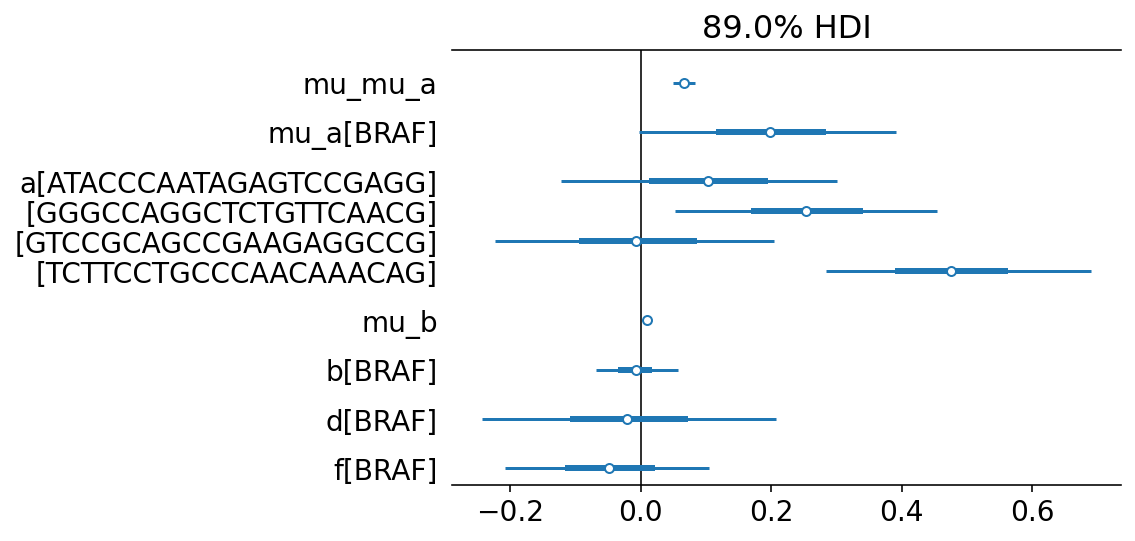 89.0% HDI
mu_mu_a
mu_a[BRAF]
a[ATACCCAATAGAGTCCGAGG]
[GGGCCAGGCTCTGTTCAACG]
[GTCCGCAGCCGAAGAGGCCG]
[TCTTCCTGCCCAACAAACAG]
mu_b
b[BRAF]
d[BRAF]
f[BRAF]
−0.2 0.0 0.2 0.4 0.6